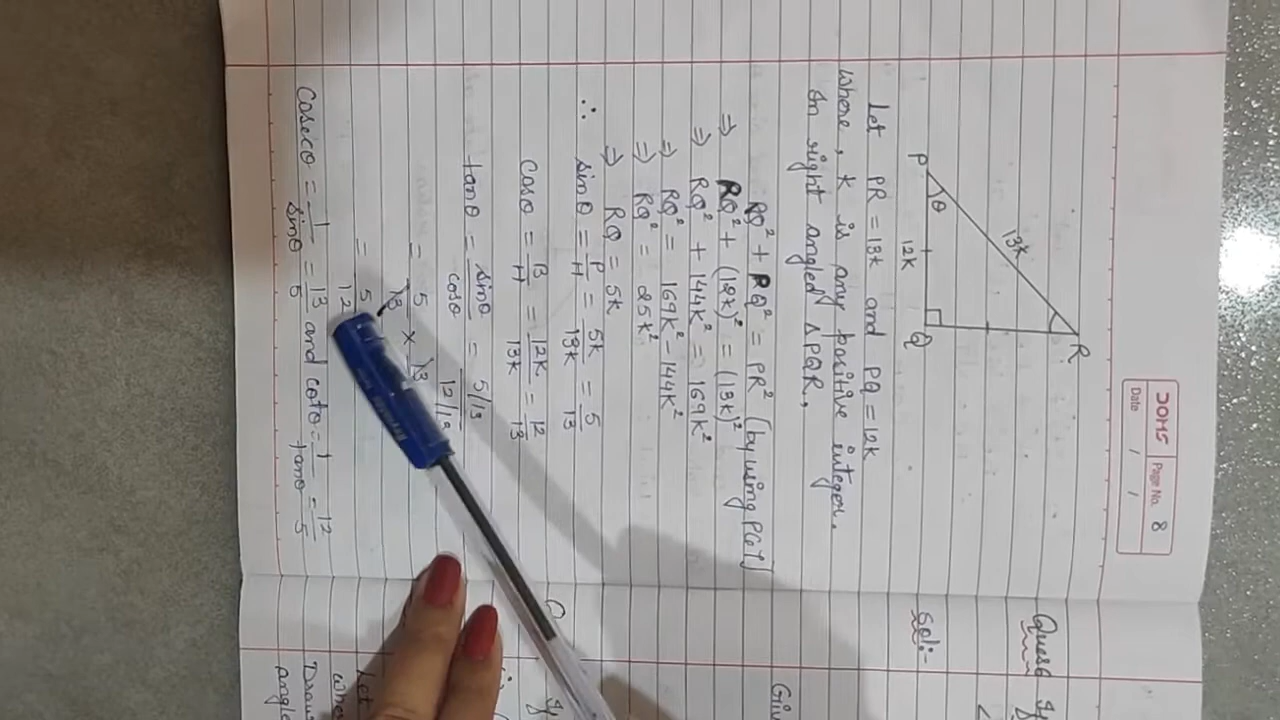 DOMS Page No. 8
Date / /
R
13k
θ
P 12k Q
Let PR = 13k and PQ = 12k
where, k is any positive integer.
In right angled ΔPQR,
RQ² + PQ² = PR² (by using PGT)
⇒ RQ² + (12k)² = (13k)²
⇒ RQ² + 144k² = 169k²
⇒ RQ² = 169k² - 144k²
⇒ RQ² = 25k²
⇒ RQ = 5k
∴ sinθ = P/H = 5k/13k = 5/13
cosθ = B/H = 12k/13k = 12/13
tanθ = sinθ/cosθ = 5/13 / 12/13
= 5/13 × 13
= 5/12
cosecθ = 1/sinθ = 13/5 and cotθ = 1/tanθ = 12/5
Ques6
Sol:-
Let
Draw
angle